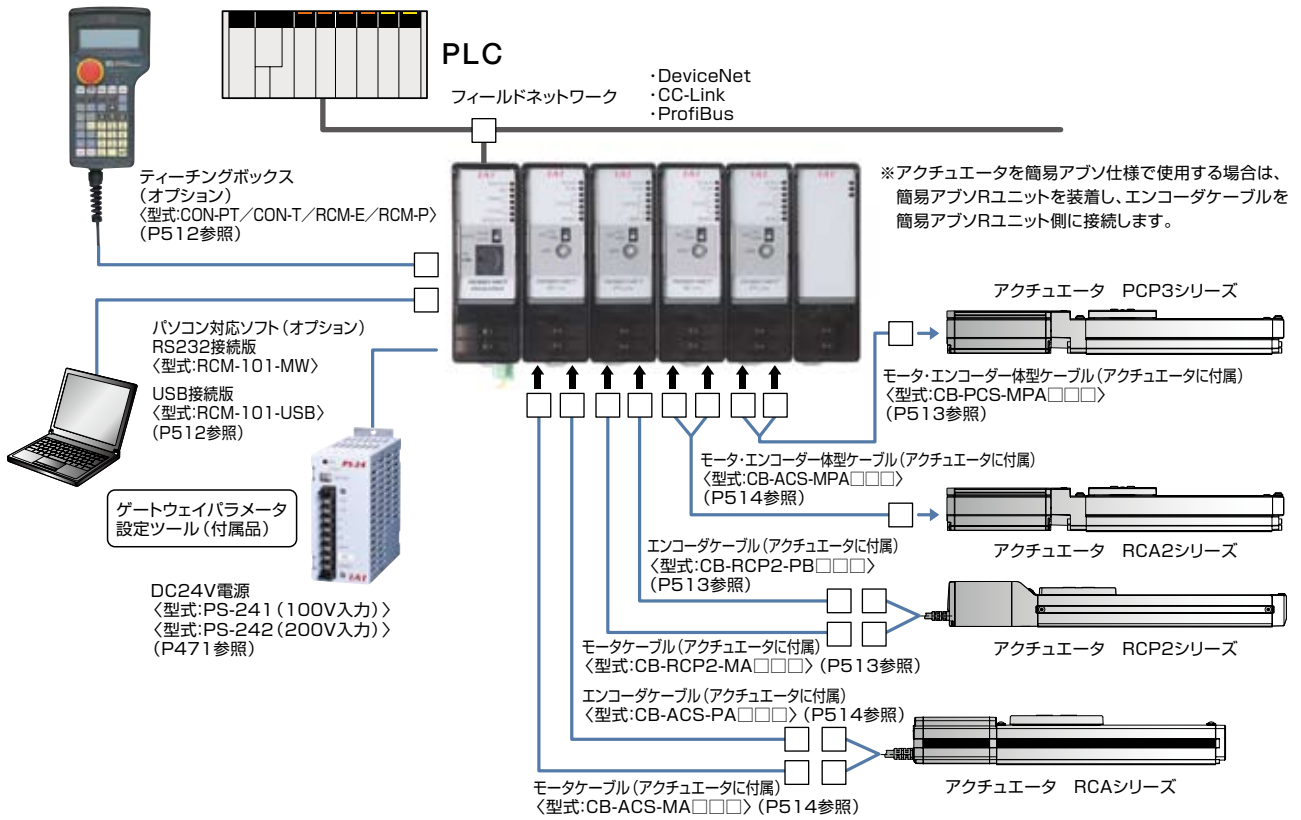 PLC
フィールドネットワーク
・DeviceNet
・CC-Link
・ProfiBus
ティーチングボックス
(オプション)
〈型式:CON-PT／CON-T／RCM-E／RCM-P〉
(P512参照)
※アクチュエータを簡易アブソ仕様で使用する場合は、
簡易アブソRユニットを装着し、エンコーダケーブルを
簡易アブソRユニット側に接続します。
パソコン対応ソフト(オプション)
RS232接続版
〈型式:RCM-101-MW〉
USB接続版
〈型式:RCM-101-USB〉
(P512参照)
ゲートウェイパラメータ
設定ツール(付属品)
PS-24
DC24V電源
〈型式:PS-241(100V入力)〉
〈型式:PS-242(200V入力)〉
(P471参照)
アクチュエータ　PCP3シリーズ
モータ・エンコーダ一体型ケーブル(アクチュエータに付属)
〈型式:CB-PCS-MPA□□□〉
(P513参照)
モータ・エンコーダ一体型ケーブル(アクチュエータに付属)
〈型式:CB-ACS-MPA□□□〉
(P514参照)
アクチュエータ　RCA2シリーズ
エンコーダケーブル(アクチュエータに付属)
〈型式:CB-RCP2-PB□□□〉
(P513参照)
アクチュエータ　RCP2シリーズ
モータケーブル(アクチュエータに付属)
〈型式:CB-RCP2-MA□□□〉(P513参照)
エンコーダケーブル(アクチュエータに付属)
〈型式:CB-ACS-PA□□□〉(P514参照)
アクチュエータ　RCAシリーズ
モータケーブル(アクチュエータに付属)
〈型式:CB-ACS-MA□□□〉(P514参照)